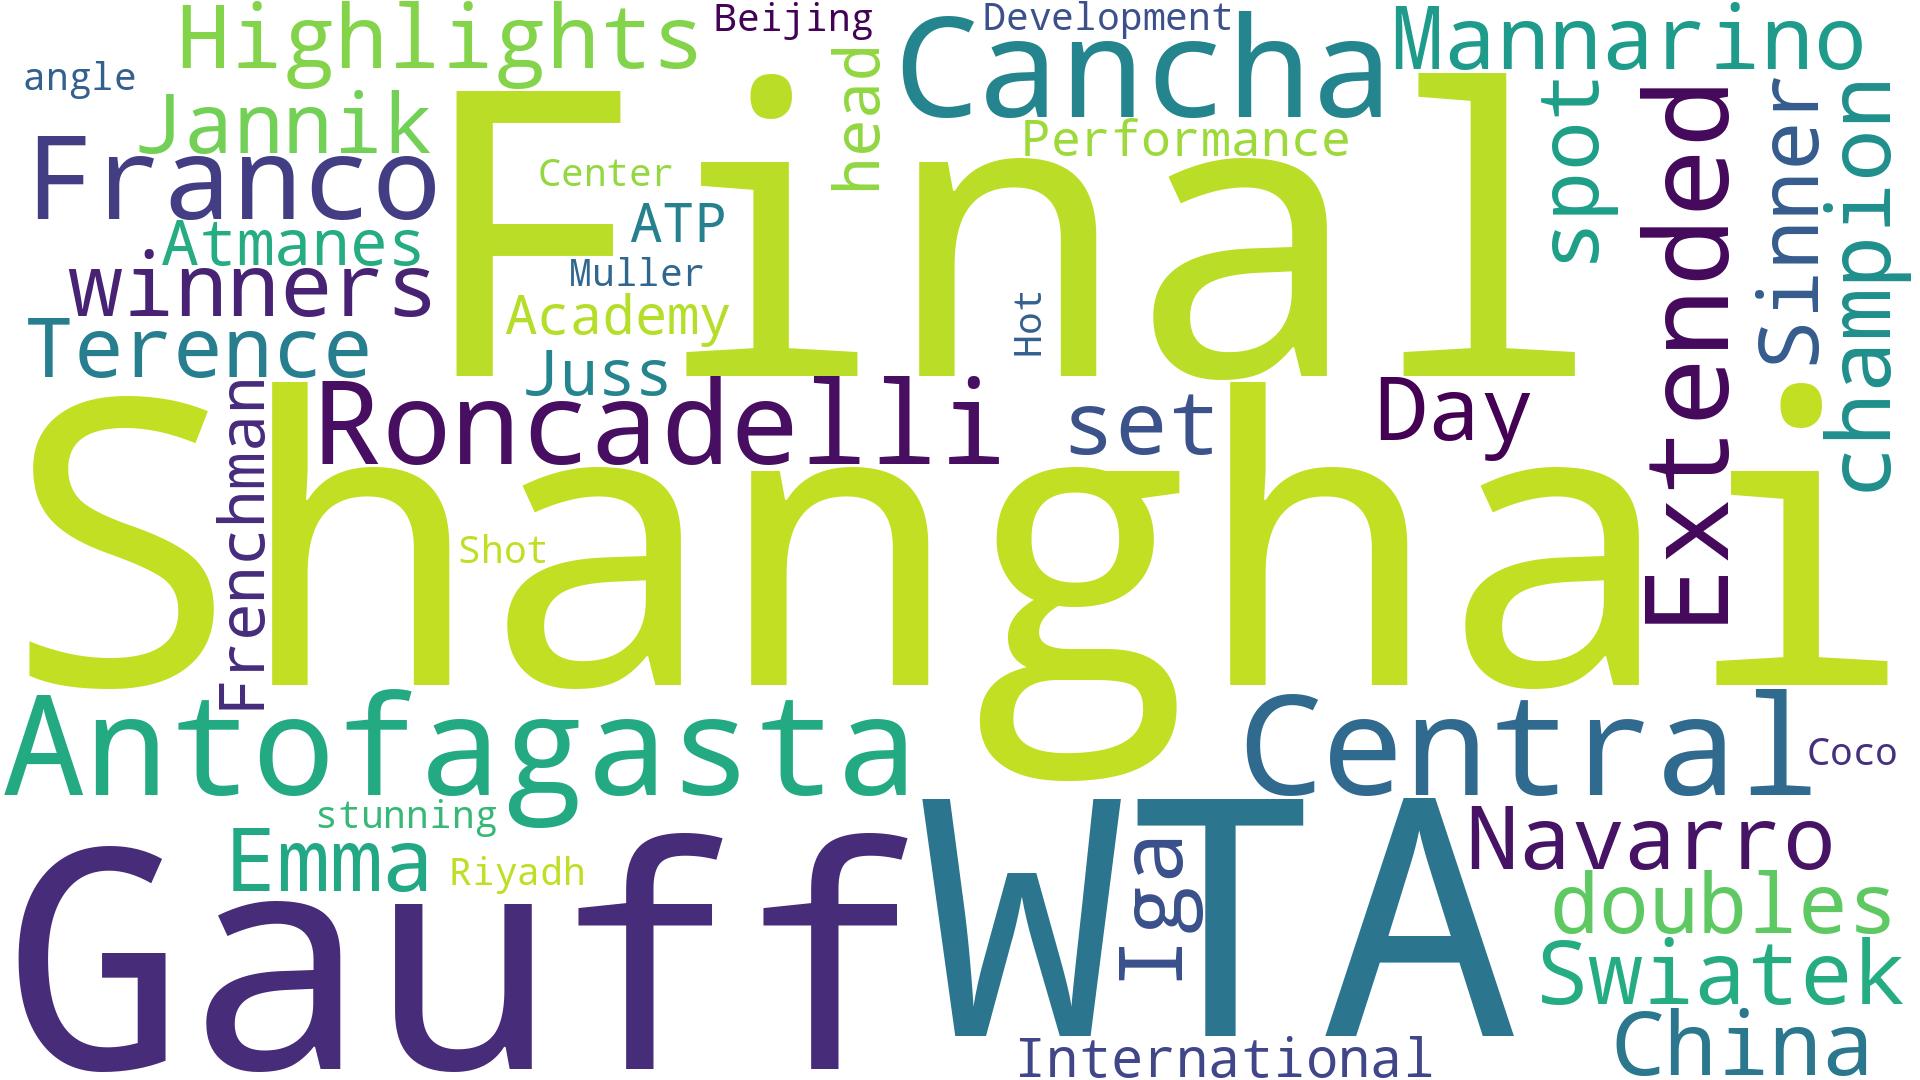 Highlights
Beijing
Development
Cancha
Mannarino
angle
Jannik
head
Performance
Final
spot
Extended
Sinner
champion
Franco
Center
ATP
Atmanes
Muller
winners
Academy
Hot
Terence
Juss
Frenchman
Roncadelli
set
Day
Shanghai
Shot
Antofagasta
Central
Coco
stunning
Emma
Riyadh
Gauff
WTA
Iga
Navarro
doubles
Swiatek
International
China